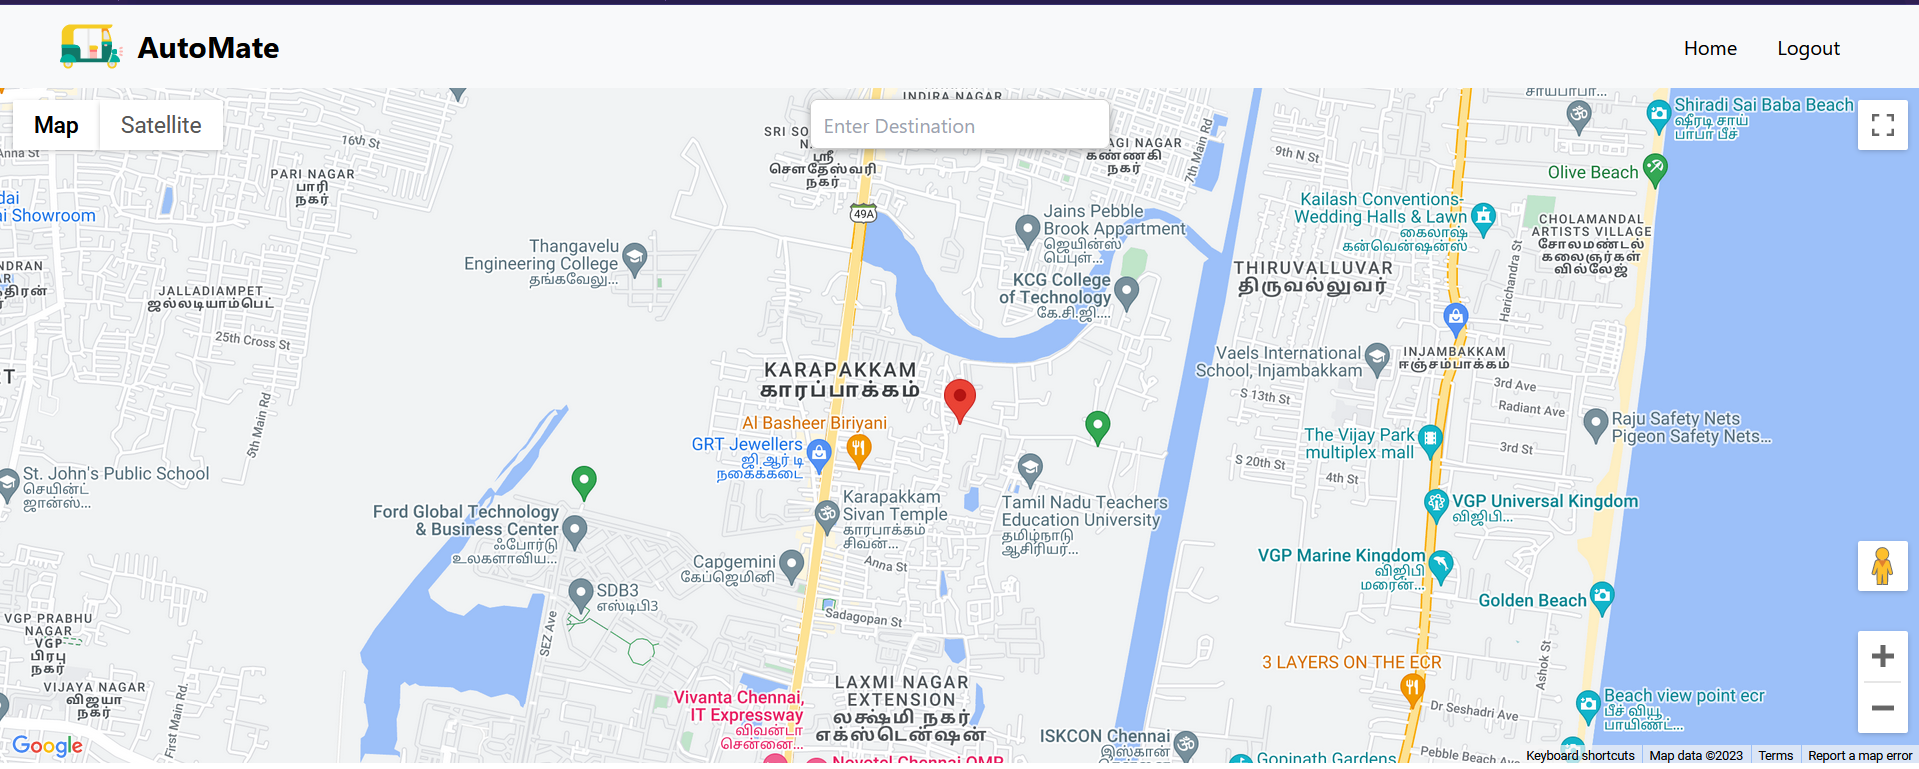 AutoMate
Home
Logout
Map
Satellite
Enter Destination
INDIRA NAGAR
16th St
PARI NAGAR
பாரி
நகர்
ஸ்ரீ
சௌதேஸ்வரி
நகர்
AGI NAGAR
கண்ணகி
நகர்
7th Main Rd
9th N St
Shiradi Sai Baba Beach
ஷீரடி சாய்
பாபா பீச்
Olive Beach
Kailash Conventions-
Wedding Halls & Lawn
கைலாஷ்
கன்வென்ஷன்ஸ்
CHOLAMANDAL
ARTISTS VILLAGE
சோலமண்டல்
கலைஞர்கள்
வில்லேஜ்
ai Showroom
49A
Jains Pebble
Brook Appartment
ஜெயின்ஸ்
பெபுள்...
Thangavelu
Engineering College
தங்கவேலு...
KCG College
of Technology
கே.சி.ஜி....
THIRUVALLUVAR
திருவல்லுவர்
Harichandra St
JALLADIAMPET
ஜல்லடியாம்பெட்
25th Cross St
Vaels International
School, Injambakkam
INJAMBAKKAM
ஈஞ்சம்பாக்கம்
KARAPAKKAM
காரப்பாக்கம்
S 13th St
3rd Ave
Radiant Ave
5th Main Rd
Al Basheer Biriyani
GRT Jewellers
ஜி ஆர் டி
நகைக்கடை
Raju Safety Nets
Pigeon Safety Nets...
The Vijay Park
multiplex mall
3rd St
S 20th St
4th St
St. John's Public School
செயின்ட்
ஜான்ஸ்...
Karapakkam
Sivan Temple
காரபாக்கம்
சிவன்...
Tamil Nadu Teachers
Education University
தமிழ்நாடு
ஆசிரியர்...
VGP Universal Kingdom
விஜிபி...
Ford Global Technology
& Business Center
ஃபோர்டு
உலகளாவிய...
Capgemini
கேப்ஜெமினி
Anna St
VGP Marine Kingdom
விஜிபி
மரைன்...
SDB3
எஸ்டிபி3
Golden Beach
Sadagopan St
VGP PRABHU
NAGAR
VGP
பிரபு
நகர்
SEZ Ave
3 LAYERS ON THE ECR
Ashok St
VIJAYA NAGAR
விஜயா
நகர்
First Main Rd
LAXMI NAGAR
EXTENSION
லக்ஷ்மி நகர்
எக்ஸ்டென்ஷன்
Vivanta Chennai,
IT Expressway
விவன்டா
சென்னை...
Dr Seshadri Ave
Beach view point ecr
பீச் வியூ
பாயிண்ட்...
ISKCON Chennai
இஸ்கான்
Pebble Beach Ave
Gopinath Gardens
Novotel Chennai OMR
Google
Keyboard shortcuts
Map data ©2023
Terms
Report a map error